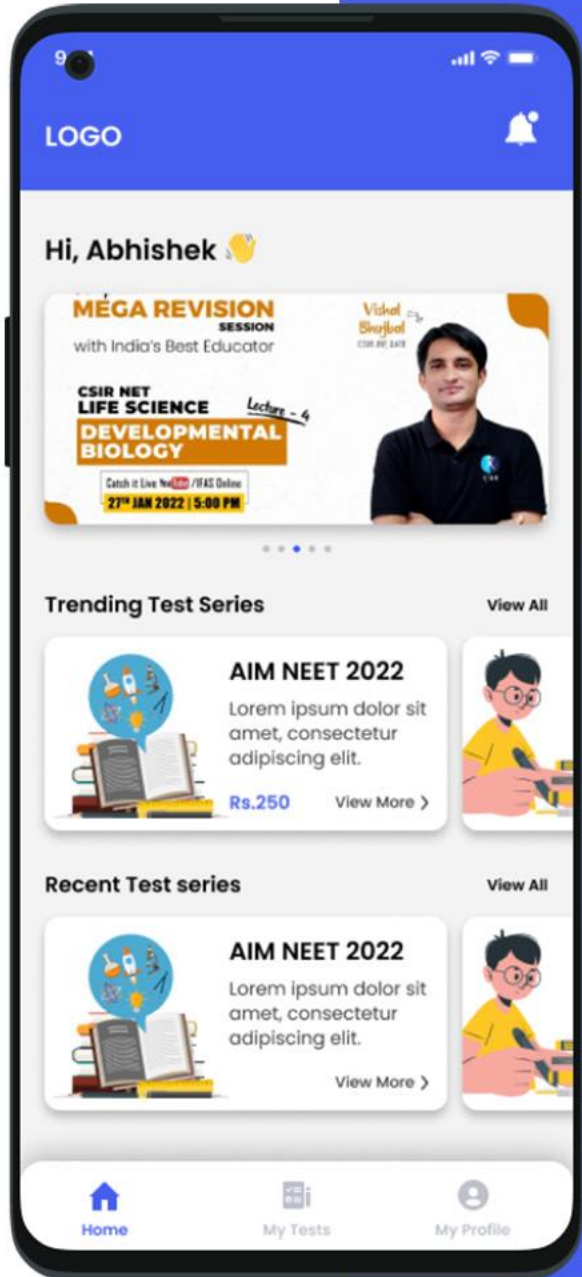 LOGO
Hi, Abhishek 👋
MEGA REVISION
SESSION
with India's Best Educator
Vishal
Bhojbal
CSIR NET
LIFE SCIENCE
Lecture - 4
DEVELOPMENTAL
BIOLOGY
Catch it Live YouTube /IFAS Online
27TH JAN 2022 | 5:00 PM
Trending Test Series
View All
AIM NEET 2022
Lorem ipsum dolor sit
amet, consectetur
adipiscing elit.
Rs.250
View More >
Recent Test series
View All
AIM NEET 2022
Lorem ipsum dolor sit
amet, consectetur
adipiscing elit.
View More >
Home
My Tests
My Profile